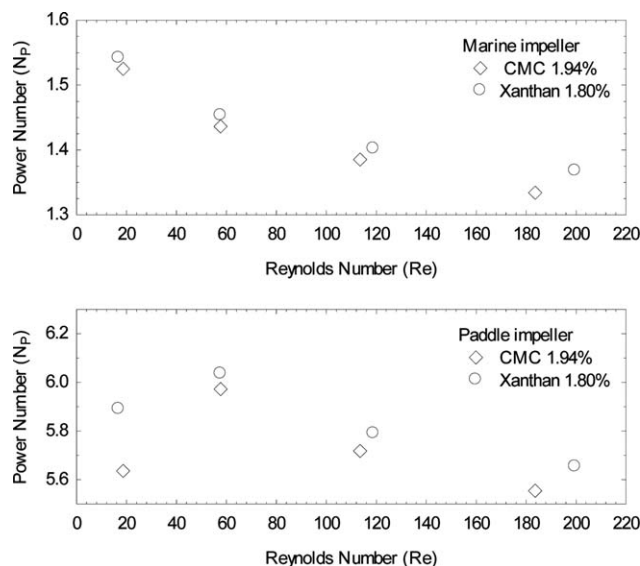 1.6
Marine impeller
CMC 1.94%
1.5
Xanthan 1.80%
1.4
1.3
Power Number (NP)
0 20 40 60 80 100 120 140 160 180 200 220
Reynolds Number (Re)
6.2
Paddle impeller
CMC 1.94%
Xanthan 1.80%
6.0
5.8
5.6
Power Number (NP)
0 20 40 60 80 100 120 140 160 180 200 220
Reynolds Number (Re)